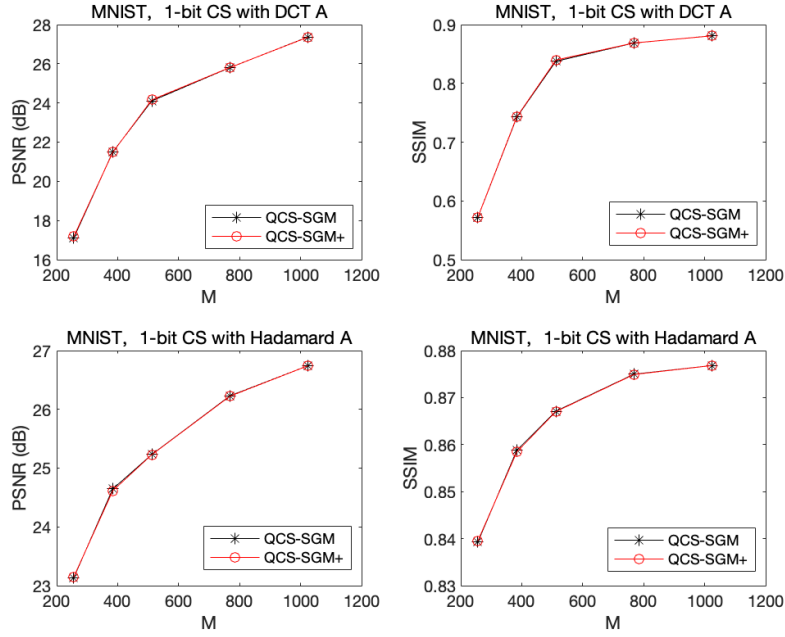 MNIST, 1-bit CS with DCT A
28
26
24
22
20
18
16
PSNR (dB)
200 400 600 800 1000 1200
M
QCS-SGM
QCS-SGM+
MNIST, 1-bit CS with DCT A
0.9
0.8
0.7
0.6
0.5
SSIM
200 400 600 800 1000 1200
M
QCS-SGM
QCS-SGM+
MNIST, 1-bit CS with Hadamard A
27
26
25
24
23
PSNR (dB)
200 400 600 800 1000 1200
M
QCS-SGM
QCS-SGM+
MNIST, 1-bit CS with Hadamard A
0.88
0.87
0.86
0.85
0.84
0.83
SSIM
200 400 600 800 1000 1200
M
QCS-SGM
QCS-SGM+